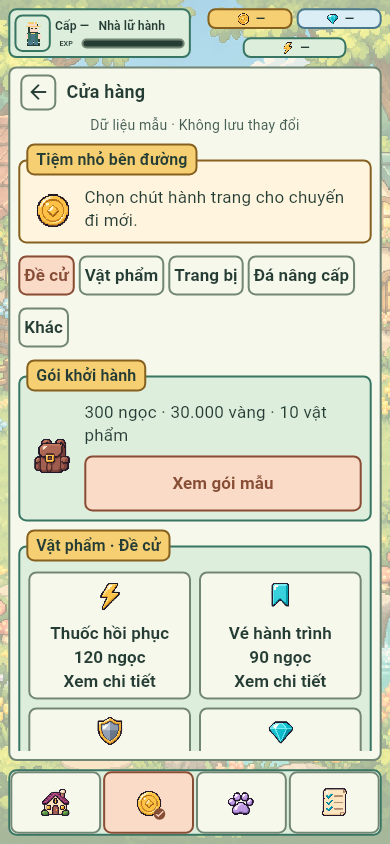 Cấp — Nhà lữ hành
EXP
—
—
—
Cửa hàng
Dữ liệu mẫu · Không lưu thay đổi
Tiệm nhỏ bên đường
Chọn chút hành trang cho chuyến
đi mới.
Đề cử
Vật phẩm
Trang bị
Đá nâng cấp
Khác
Gói khởi hành
300 ngọc · 30.000 vàng · 10 vật
phẩm
Xem gói mẫu
Vật phẩm · Đề cử
Thuốc hồi phục
120 ngọc
Xem chi tiết
Vé hành trình
90 ngọc
Xem chi tiết